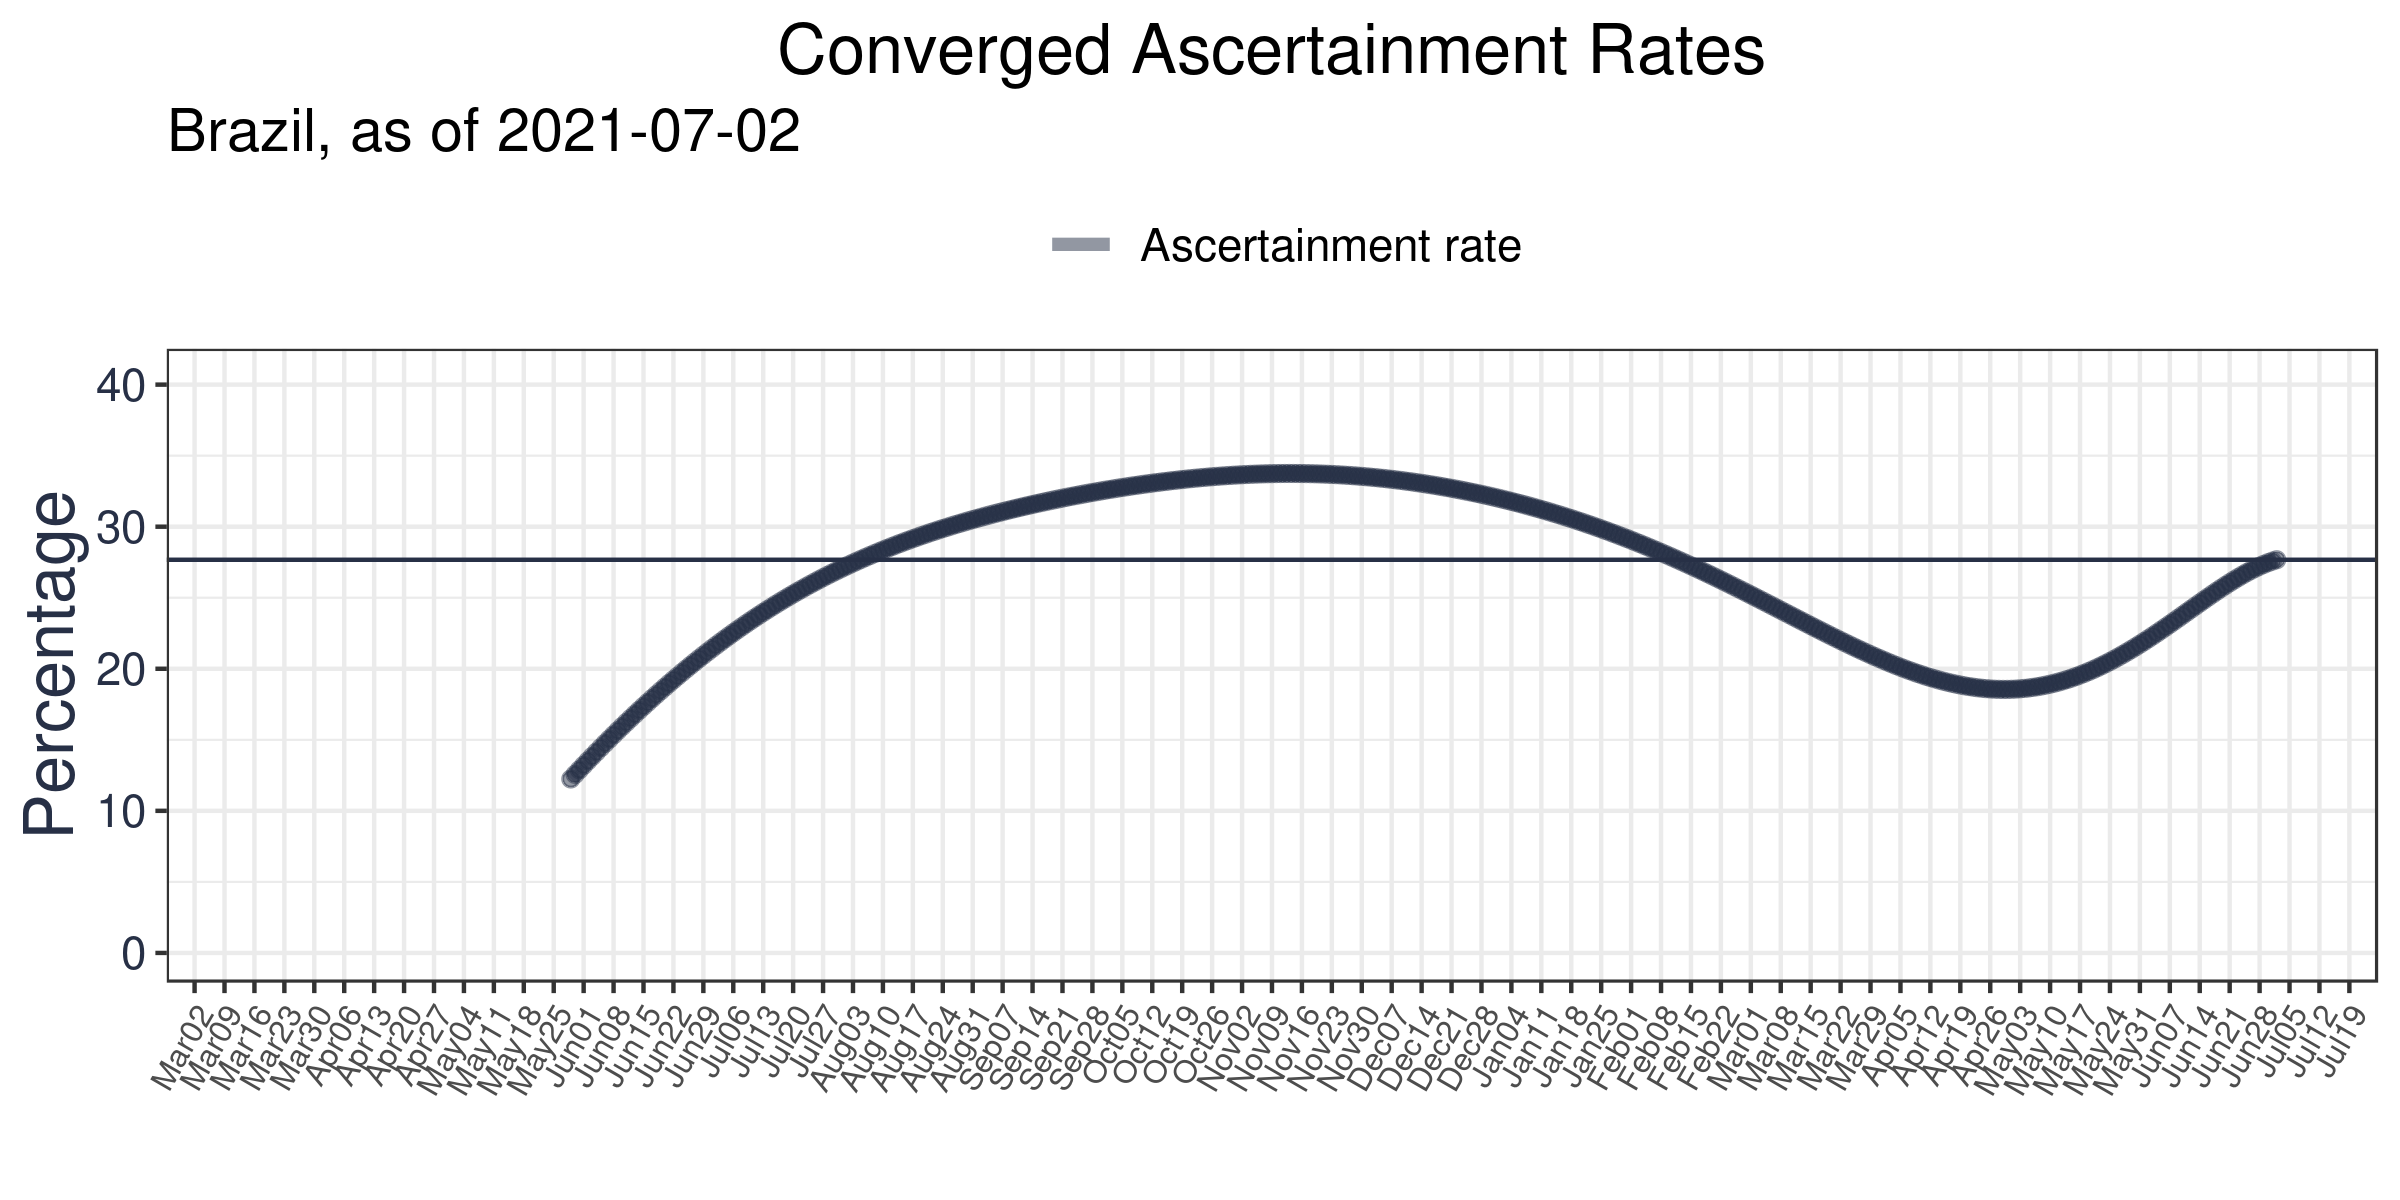 Converged Ascertainment Rates
Brazil, as of 2021-07-02
Ascertainment rate
Percentage
40
30
20
10
0
Mar02 Mar09 Mar16 Mar23 Mar30 Apr06 Apr13 Apr20 Apr27 May04 May11 May18 May25 Jun01 Jun08 Jun15 Jun22 Jun29 Jul06 Jul13 Jul20 Jul27 Aug03 Aug10 Aug17 Aug24 Aug31 Sep07 Sep14 Sep21 Sep28 Oct05 Oct12 Oct19 Oct26 Nov02 Nov09 Nov16 Nov23 Nov30 Dec07 Dec14 Dec21 Dec28 Jan04 Jan11 Jan18 Jan25 Feb01 Feb08 Feb15 Feb22 Mar01 Mar08 Mar15 Mar22 Mar29 Apr05 Apr12 Apr19 Apr26 May03 May10 May17 May24 May31 Jun07 Jun14 Jun21 Jun28 Jul05 Jul12 Jul19